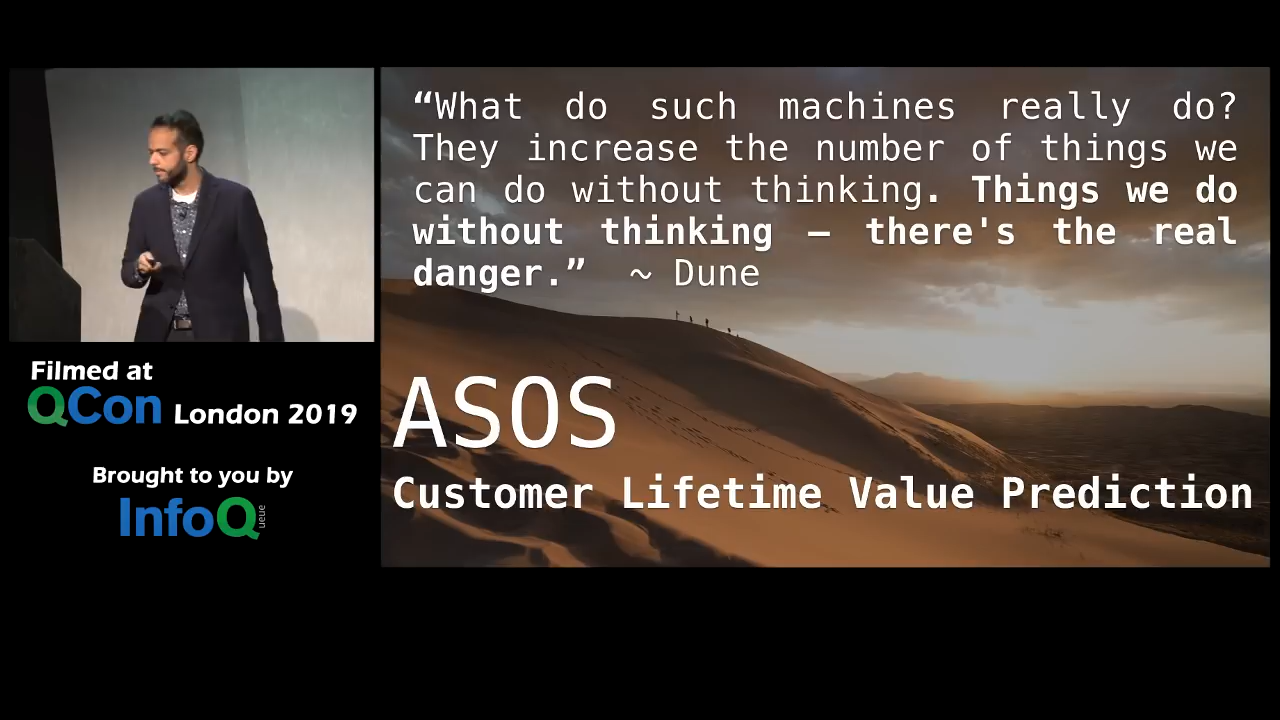 “What do such machines really do?
They increase the number of things we
can do without thinking. Things we do
without thinking — there's the real
danger.” ~ Dune
ASOS
Customer Lifetime Value Prediction
Filmed at
QCon London 2019
Brought to you by
InfoQ
ueue